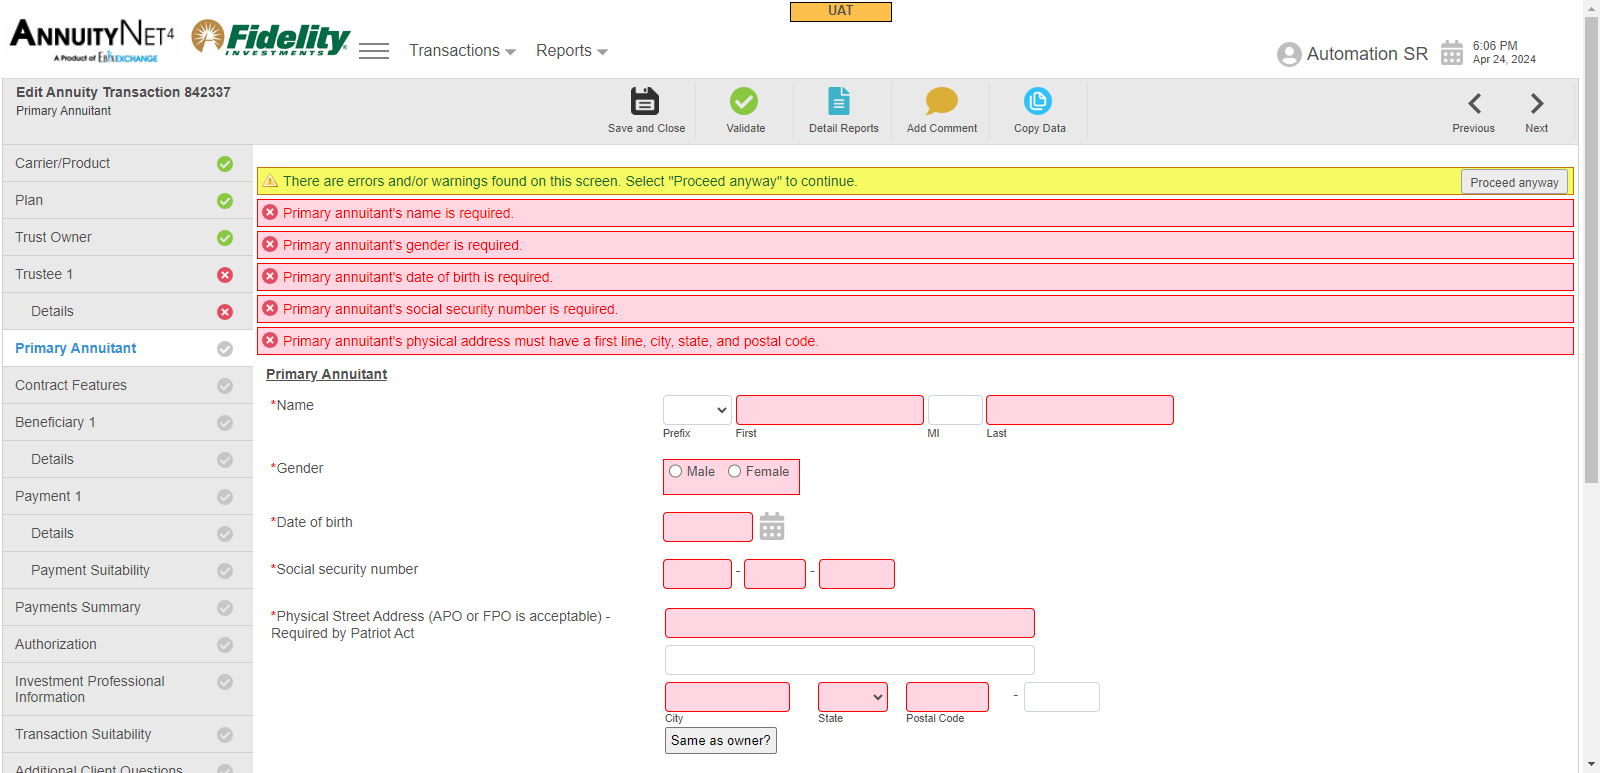 UAT
ANNUITYNET4
A Product of EbixEXCHANGE
Fidelity
INVESTMENTS
Transactions
Reports
Automation SR
6:06 PM
Apr 24, 2024
Edit Annuity Transaction 842337
Primary Annuitant
Save and Close
Validate
Detail Reports
Add Comment
Copy Data
Previous
Next
Carrier/Product
Plan
Trust Owner
Trustee 1
Details
Primary Annuitant
Contract Features
Beneficiary 1
Details
Payment 1
Details
Payment Suitability
Payments Summary
Authorization
Investment Professional
Information
Transaction Suitability
Additional Client Questions
There are errors and/or warnings found on this screen. Select "Proceed anyway" to continue.
Proceed anyway
Primary annuitant's name is required.
Primary annuitant's gender is required.
Primary annuitant's date of birth is required.
Primary annuitant's social security number is required.
Primary annuitant's physical address must have a first line, city, state, and postal code.
Primary Annuitant
*Name
Prefix
First
MI
Last
*Gender
Male
Female
*Date of birth
*Social security number
- -
*Physical Street Address (APO or FPO is acceptable) -
Required by Patriot Act
-
City
State
Postal Code
Same as owner?